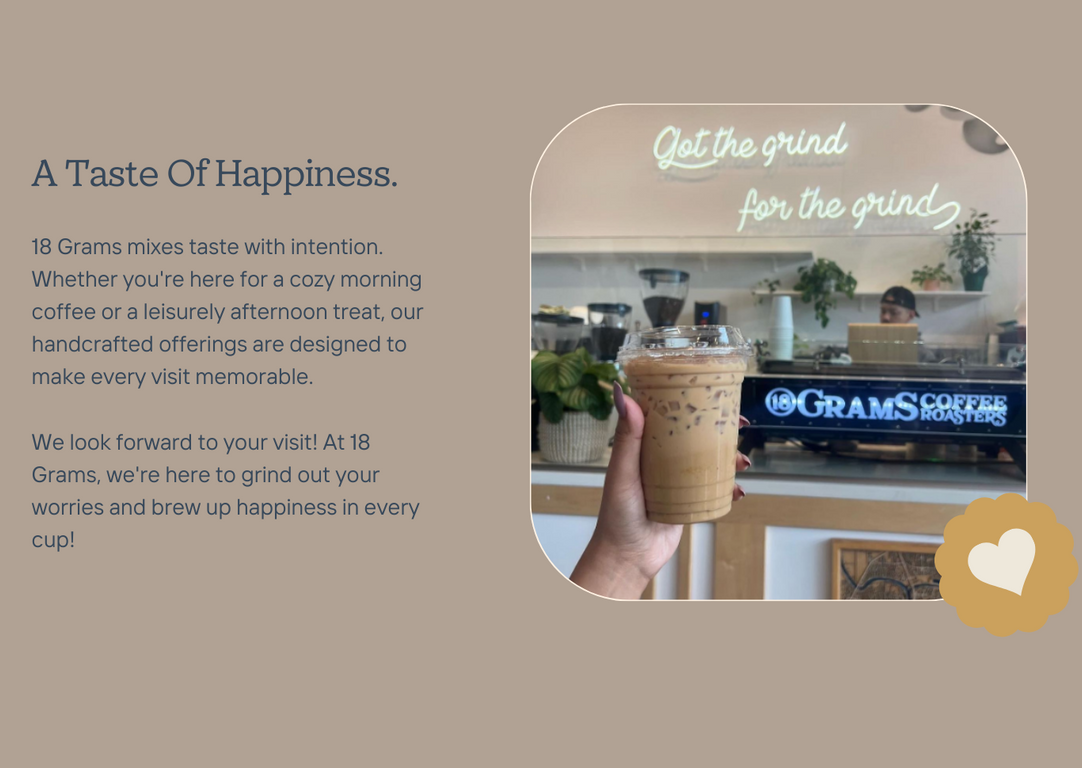 A Taste Of Happiness.
18 Grams mixes taste with intention.
Whether you're here for a cozy morning
coffee or a leisurely afternoon treat, our
handcrafted offerings are designed to
make every visit memorable.
We look forward to your visit! At 18
Grams, we're here to grind out your
worries and brew up happiness in every
cup!
Got the grind
for the grind
18 GRAMS COFFEE
ROASTERS